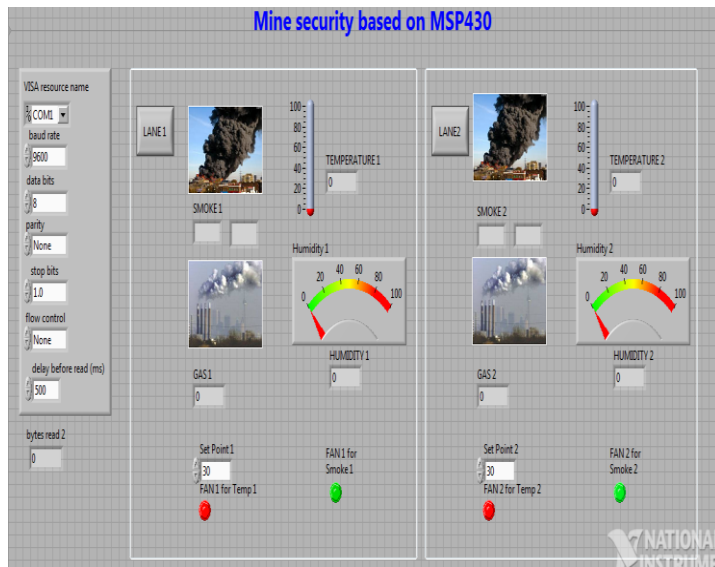 Mine security based on MSP430
VISA resource name
COM1
baud rate
9600
data bits
8
parity
None
stop bits
1.0
flow control
None
delay before read (ms)
500
bytes read 2
0
LANE 1
100
80
60
40
20
0
TEMPERATURE 1
0
SMOKE 1
Humidity 1
0 20 40 60 80 100
HUMIDITY 1
0
GAS 1
0
Set Point 1
30
FAN 1 for Temp 1
FAN 1 for
Smoke 1
LANE2
100
80
60
40
20
0
TEMPERATURE 2
0
SMOKE 2
Humidity 2
0 20 40 60 80 100
HUMIDITY 2
0
GAS 2
0
Set Point 2
30
FAN 2 for Temp 2
FAN 2 for
Smoke 2
NATIONAL
INSTRUME